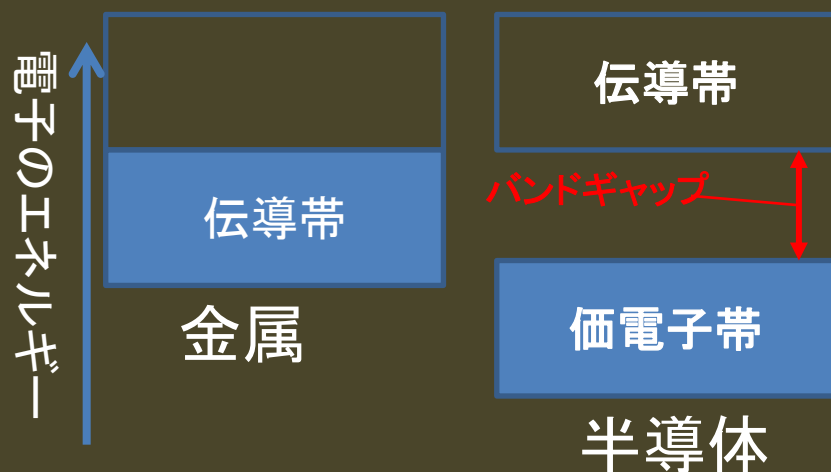 電子のエネルギー
伝導帯
金属
伝導帯
バンドギャップ
価電子帯
半導体